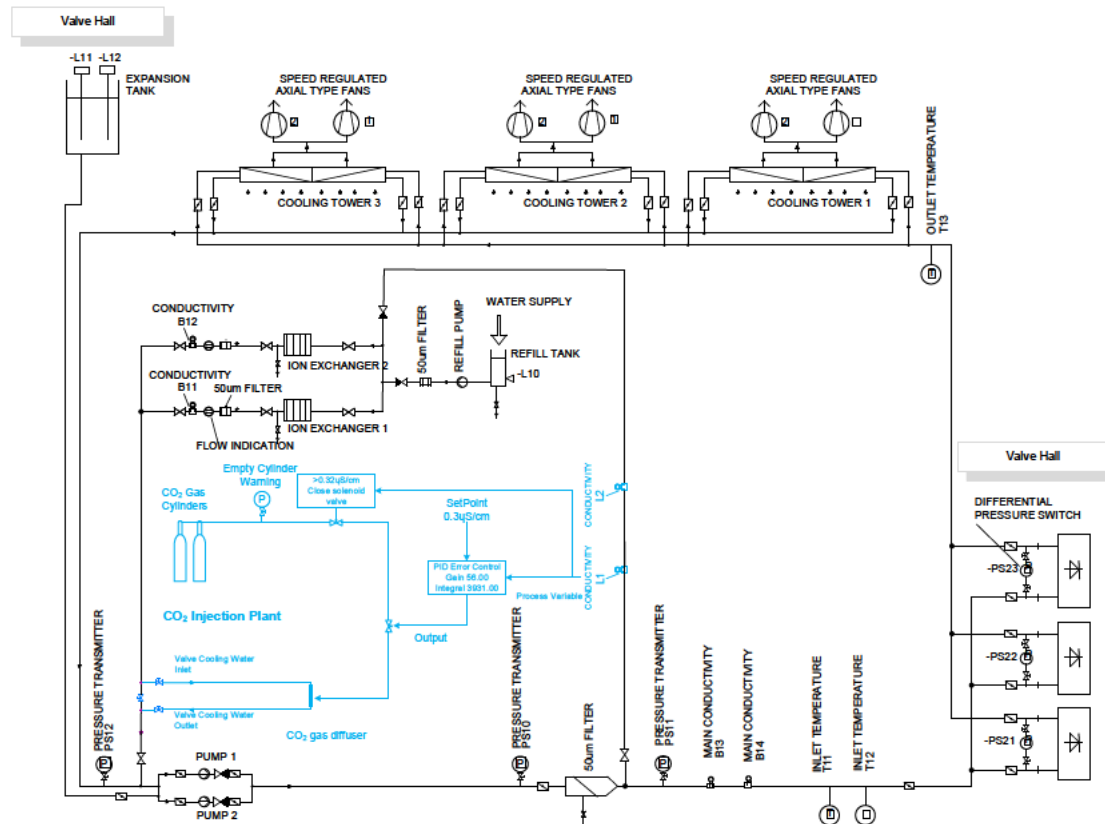 Valve Hall
-L11 -L12
EXPANSION
TANK
SPEED REGULATED
AXIAL TYPE FANS
SPEED REGULATED
AXIAL TYPE FANS
SPEED REGULATED
AXIAL TYPE FANS
COOLING TOWER 3
COOLING TOWER 2
COOLING TOWER 1
OUTLET TEMPERATURE
T13
CONDUCTIVITY
B12
ION EXCHANGER 2
CONDUCTIVITY
B11
50um FILTER
ION EXCHANGER 1
FLOW INDICATION
50um FILTER
REFILL PUMP
WATER SUPPLY
REFILL TANK
-L10
Empty Cylinder
Warning
P
CO2 Gas
Cylinders
>0.32uS/cm
Close solenoid
valve
SetPoint
0.3uS/cm
PID Error Control
Gain 56.00
Integral 3931.00
Process Variable
CONDUCTIVITY
L2
CONDUCTIVITY
L1
CO2 Injection Plant
Output
Valve Cooling Water
Inlet
Valve Cooling Water
Outlet
CO2 gas diffuser
PRESSURE TRANSMITTER
PS12
P
PUMP 1
PUMP 2
PRESSURE TRANSMITTER
PS10
P
50um FILTER
PRESSURE TRANSMITTER
PS11
P
MAIN CONDUCTIVITY
B13
MAIN CONDUCTIVITY
B14
INLET TEMPERATURE
T11
INLET TEMPERATURE
T12
Valve Hall
DIFFERENTIAL
PRESSURE SWITCH
-PS23
-PS22
-PS21